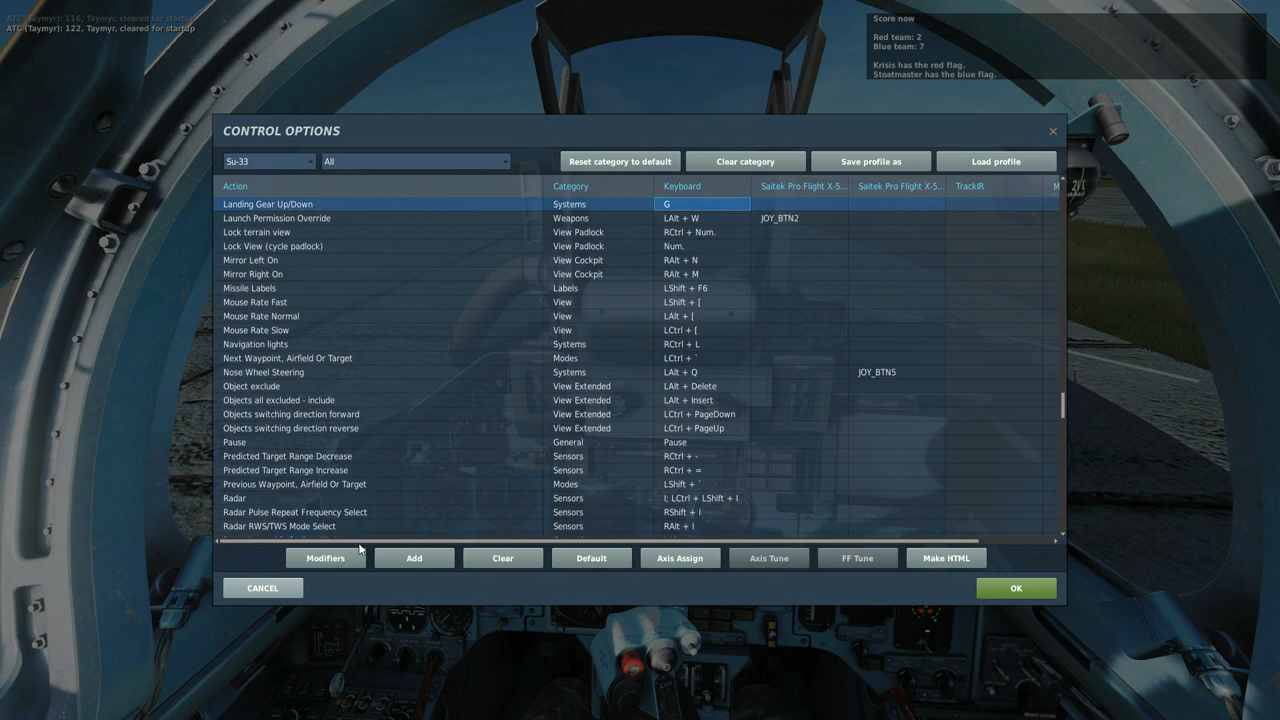 ATC (Taymyr): 116, Taymyr, cleared for startup
ATC (Taymyr): 122, Taymyr, cleared for startup
Score now
Red team: 2
Blue team: 7
Krisis has the red flag.
Stoatmaster has the blue flag.
CONTROL OPTIONS
Su-33 All Reset category to default Clear category Save profile as Load profile
Action Category Keyboard Saitek Pro Flight X-5... Saitek Pro Flight X-5... TrackIR M
Landing Gear Up/Down Systems G
Launch Permission Override Weapons LAlt + W JOY_BTN2
Lock terrain view View Padlock RCtrl + Num.
Lock View (cycle padlock) View Padlock Num.
Mirror Left On View Cockpit RAlt + N
Mirror Right On View Cockpit RAlt + M
Missile Labels Labels LShift + F6
Mouse Rate Fast View LShift + [
Mouse Rate Normal View LAlt + [
Mouse Rate Slow View LCtrl + [
Navigation lights Systems RCtrl + L
Next Waypoint, Airfield Or Target Modes LCtrl + `
Nose Wheel Steering Systems LAlt + Q JOY_BTN5
Object exclude View Extended LAlt + Delete
Objects all excluded - include View Extended LAlt + Insert
Objects switching direction forward View Extended LCtrl + PageDown
Objects switching direction reverse View Extended LCtrl + PageUp
Pause General Pause
Predicted Target Range Decrease Sensors RCtrl + -
Predicted Target Range Increase Sensors RCtrl + =
Previous Waypoint, Airfield Or Target Modes LShift + `
Radar Sensors I; LCtrl + LShift + I
Radar Pulse Repeat Frequency Select Sensors RShift + I
Radar RWS/TWS Mode Select Sensors RAlt + I
Modifiers Add Clear Default Axis Assign Axis Tune FF Tune Make HTML
CANCEL OK